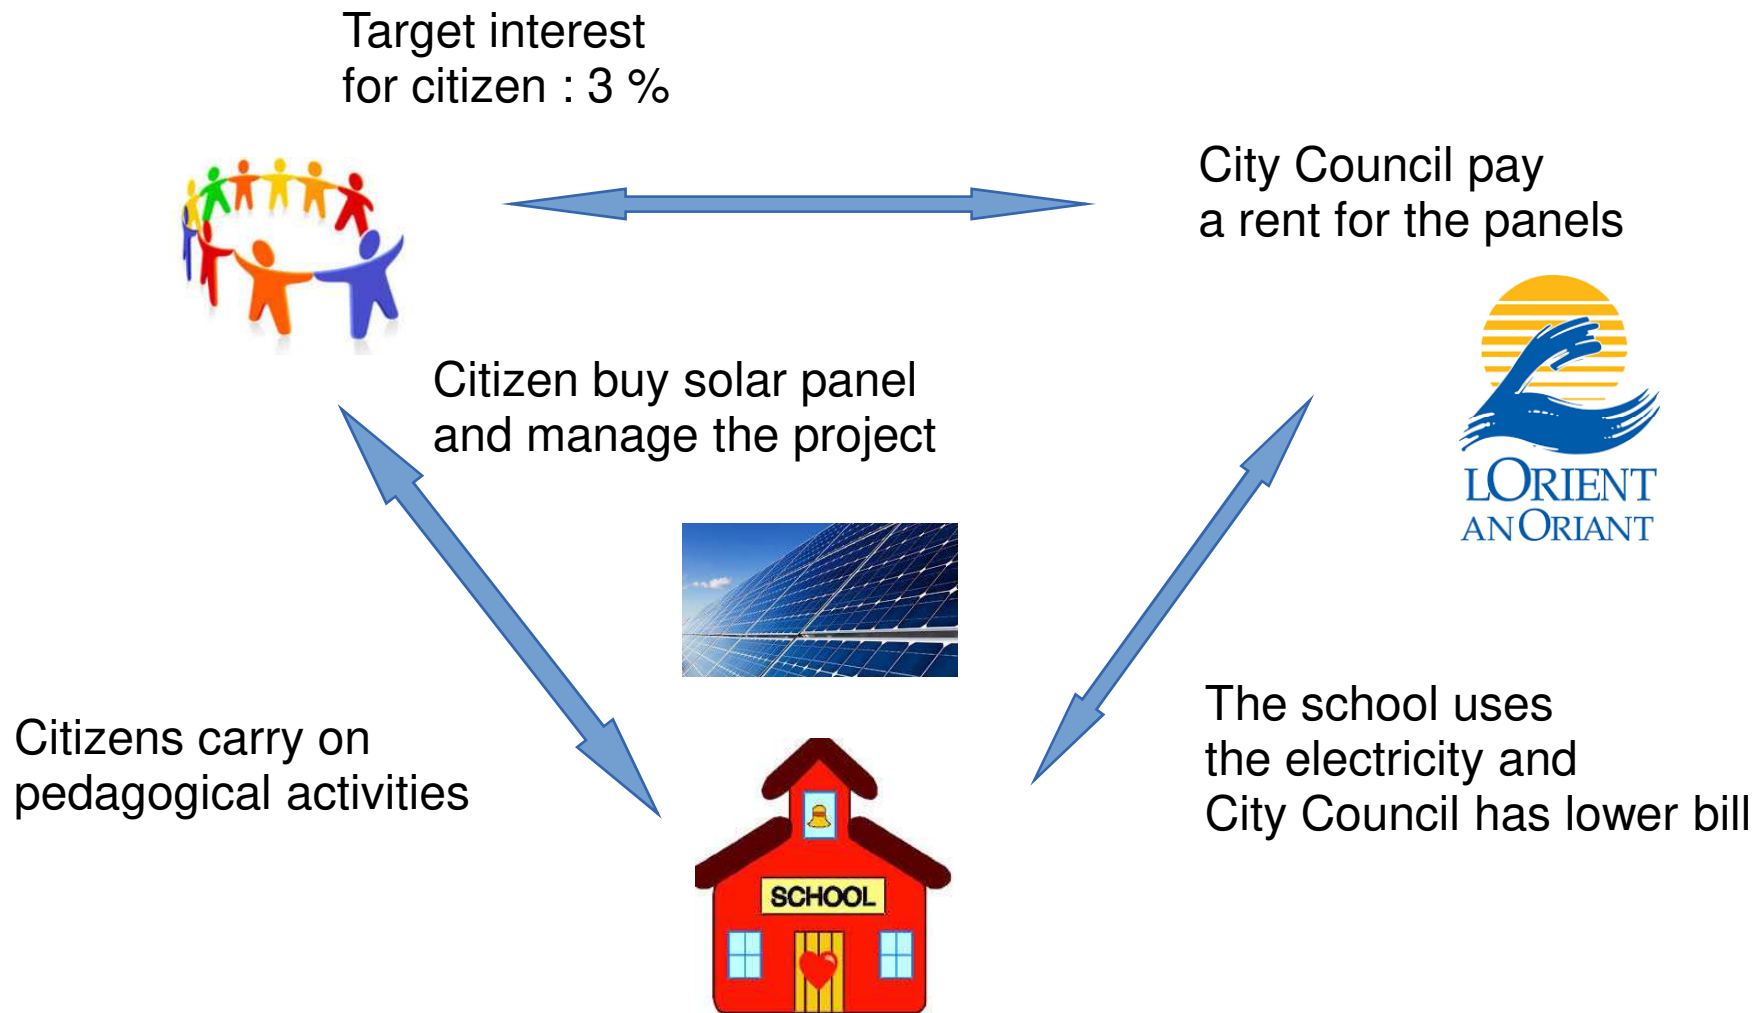 Target interest
for citizen : 3 %
City Council pay
a rent for the panels
Citizen buy solar panel
and manage the project
LORIENT
AN ORIANT
Citizens carry on
pedagogical activities
The school uses
the electricity and
City Council has lower bill
SCHOOL